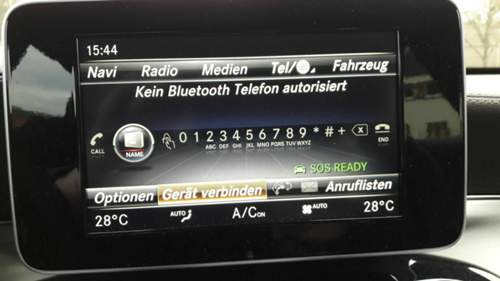 15:44
Navi Radio Medien Tel/ Fahrzeug
Kein Bluetooth Telefon autorisiert
0 1 2 3 4 5 6 7 8 9 * # +
ABC DEF GHI JKL MNO PQRS TUV WXYZ
CALL NAME END
SOS READY
Optionen Gerät verbinden Anruflisten
28°C AUTO A/C ON AUTO 28°C